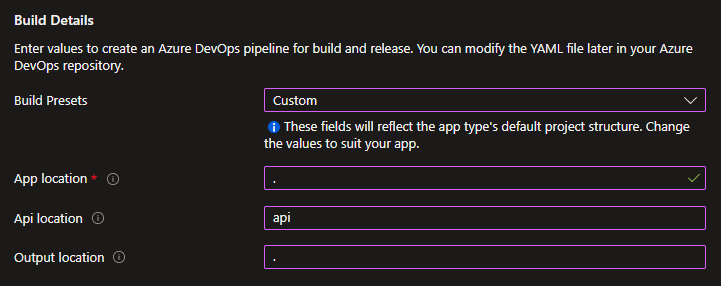 Build Details
Enter values to create an Azure DevOps pipeline for build and release. You can modify the YAML file later in your Azure
DevOps repository.
Build Presets
Custom
These fields will reflect the app type's default project structure. Change
the values to suit your app.
App location *
.
Api location
api
Output location
.